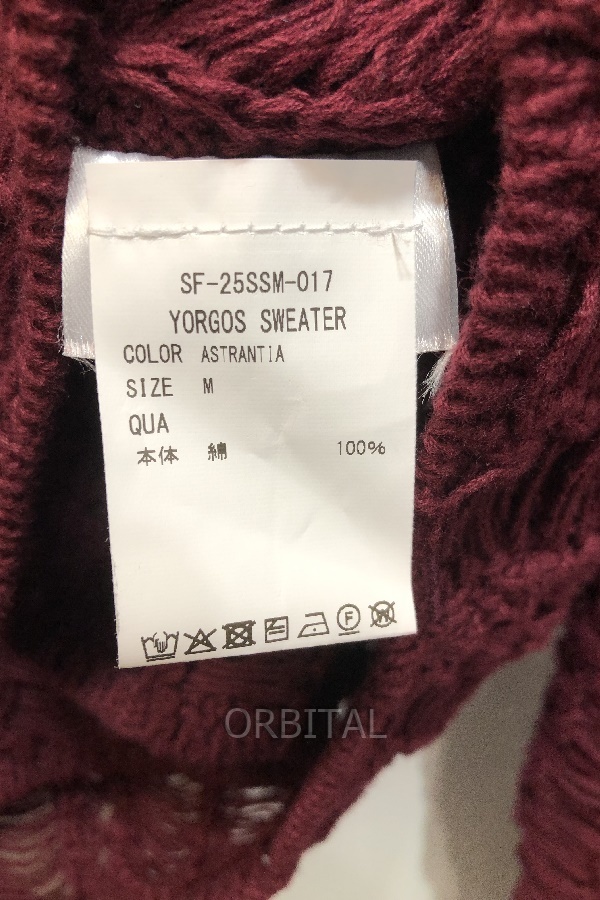 SF-25SSM-017
YORGOS SWEATER
COLOR ASTRANTIA
SIZE M
QUA
本体 綿 100%
ORBITAL